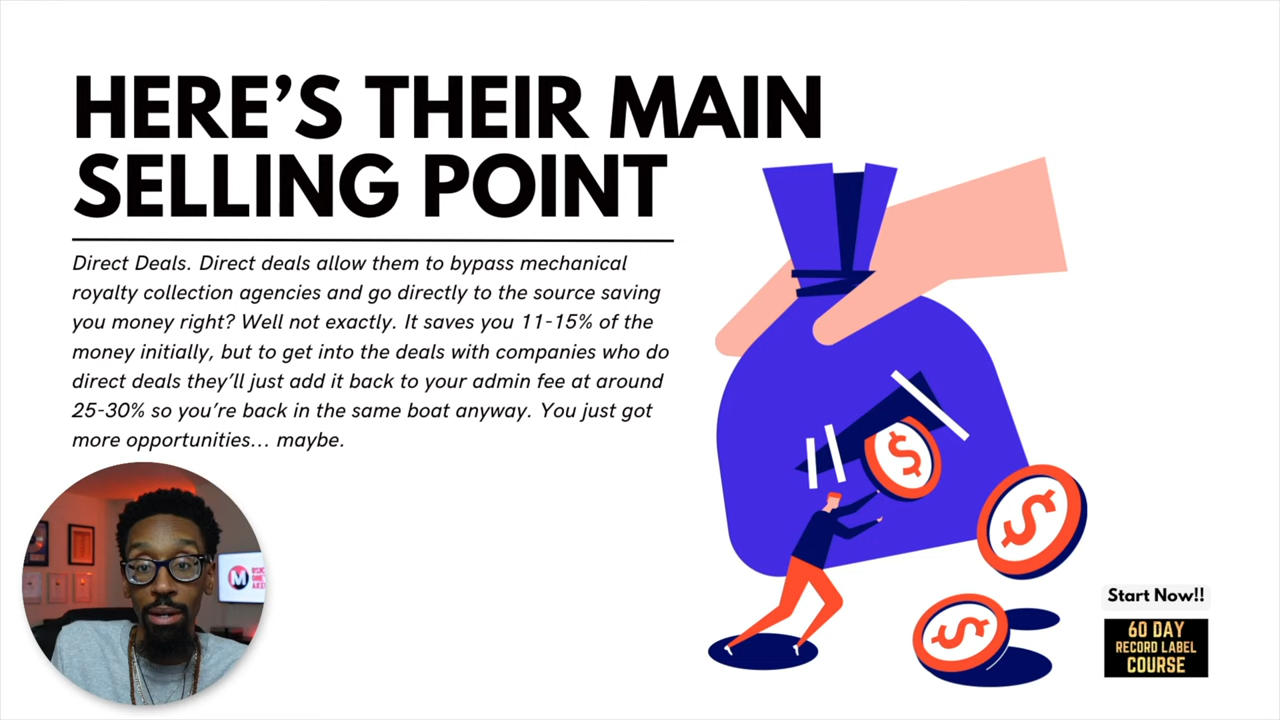 HERE’S THEIR MAIN
SELLING POINT
Direct Deals. Direct deals allow them to bypass mechanical
royalty collection agencies and go directly to the source saving
you money right? Well not exactly. It saves you 11-15% of the
money initially, but to get into the deals with companies who do
direct deals they’ll just add it back to your admin fee at around
25-30% so you’re back in the same boat anyway. You just got
more opportunities... maybe.
$
$
$
M
Start Now!!
60 DAY
RECORD LABEL
COURSE